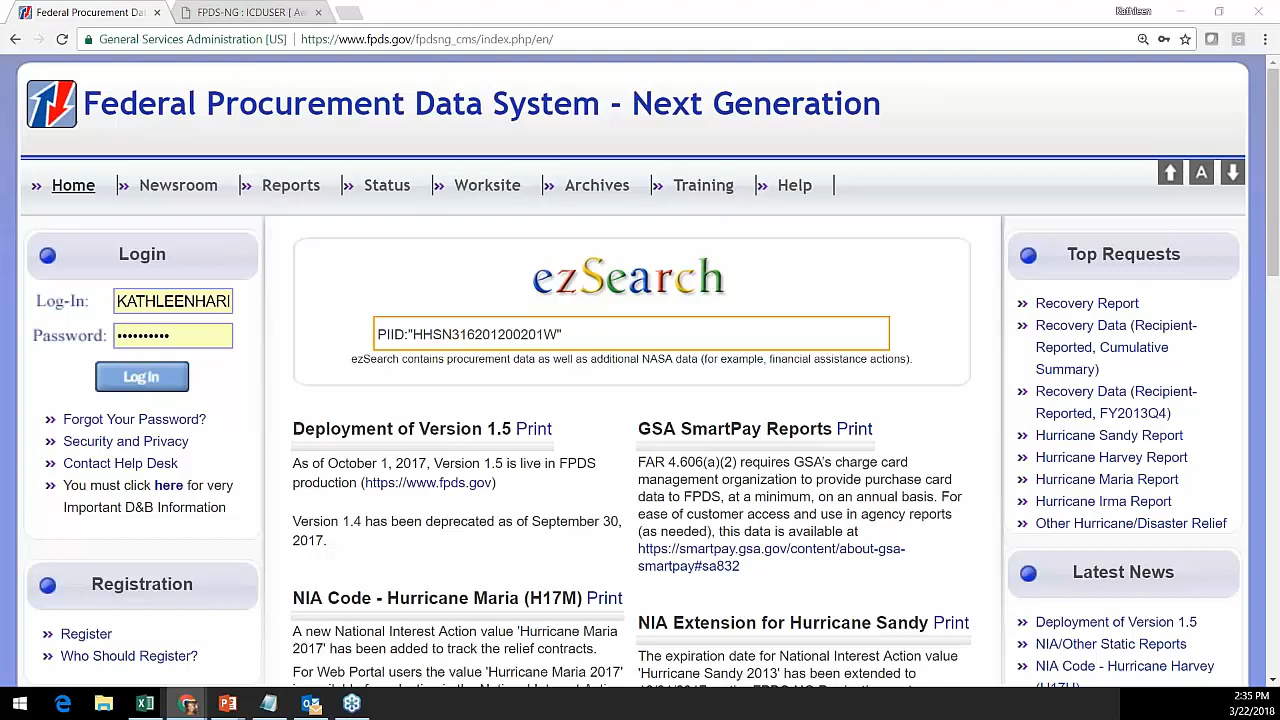 Federal Procurement Data
FPDS-NG : ICDUSER [ Aw
Kathleen
General Services Administration [US] | https://www.fpds.gov/fpdsng_cms/index.php/en/
Federal Procurement Data System - Next Generation
Home
Newsroom
Reports
Status
Worksite
Archives
Training
Help
A
Login
Log-In: KATHLEENHARI
Password: ••••••••••
Log In
Forgot Your Password?
Security and Privacy
Contact Help Desk
You must click here for very
Important D&B Information
Registration
Register
Who Should Register?
ezSearch
PIID:"HHSN316201200201W"
ezSearch contains procurement data as well as additional NASA data (for example, financial assistance actions).
Deployment of Version 1.5 Print
As of October 1, 2017, Version 1.5 is live in FPDS
production (https://www.fpds.gov)
Version 1.4 has been deprecated as of September 30,
2017.
NIA Code - Hurricane Maria (H17M) Print
A new National Interest Action value 'Hurricane Maria
2017' has been added to track the relief contracts.
For Web Portal users the value 'Hurricane Maria 2017'
GSA SmartPay Reports Print
FAR 4.606(a)(2) requires GSA's charge card
management organization to provide purchase card
data to FPDS, at a minimum, on an annual basis. For
ease of customer access and use in agency reports
(as needed), this data is available at
https://smartpay.gsa.gov/content/about-gsa-
smartpay#sa832
NIA Extension for Hurricane Sandy Print
The expiration date for National Interest Action value
'Hurricane Sandy 2013' has been extended to
Top Requests
Recovery Report
Recovery Data (Recipient-
Reported, Cumulative
Summary)
Recovery Data (Recipient-
Reported, FY2013Q4)
Hurricane Sandy Report
Hurricane Harvey Report
Hurricane Maria Report
Hurricane Irma Report
Other Hurricane/Disaster Relief
Latest News
Deployment of Version 1.5
NIA/Other Static Reports
NIA Code - Hurricane Harvey
(H17H)
2:35 PM
3/22/2018